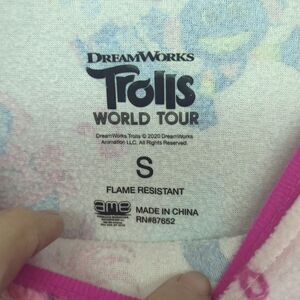 DREAMWORKS
Trolls
WORLD TOUR
DreamWorks Trolls © 2020 DreamWorks
Animation LLC. All Rights Reserved.
S
FLAME RESISTANT
ame
MADE IN CHINA
RN#87652